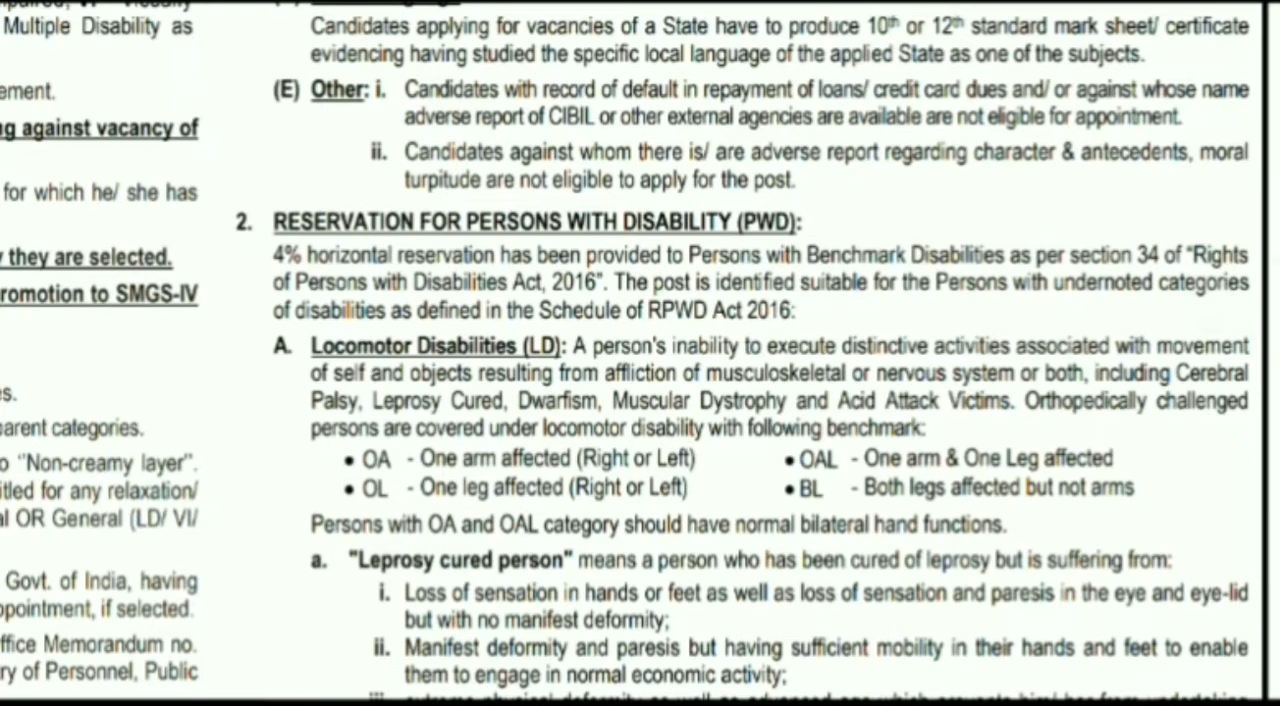 Multiple Disability as
ement.
g against vacancy of
for which he/ she has
they are selected.
romotion to SMGS-IV
es.
parent categories.
o "Non-creamy layer".
itled for any relaxation/
al OR General (LD/ VI/
Govt. of India, having
ppointment, if selected.
ffice Memorandum no.
ry of Personnel, Public
Candidates applying for vacancies of a State have to produce 10th or 12th standard mark sheet/ certificate
evidencing having studied the specific local language of the applied State as one of the subjects.
(E) Other: i. Candidates with record of default in repayment of loans/ credit card dues and/ or against whose name
adverse report of CIBIL or other external agencies are available are not eligible for appointment.
ii. Candidates against whom there is/ are adverse report regarding character & antecedents, moral
turpitude are not eligible to apply for the post.
2. RESERVATION FOR PERSONS WITH DISABILITY (PWD):
4% horizontal reservation has been provided to Persons with Benchmark Disabilities as per section 34 of "Rights
of Persons with Disabilities Act, 2016". The post is identified suitable for the Persons with undernoted categories
of disabilities as defined in the Schedule of RPWD Act 2016:
A. Locomotor Disabilities (LD): A person's inability to execute distinctive activities associated with movement
of self and objects resulting from affliction of musculoskeletal or nervous system or both, including Cerebral
Palsy, Leprosy Cured, Dwarfism, Muscular Dystrophy and Acid Attack Victims. Orthopedically challenged
persons are covered under locomotor disability with following benchmark:
• OA - One arm affected (Right or Left) • OAL - One arm & One Leg affected
• OL - One leg affected (Right or Left) • BL - Both legs affected but not arms
Persons with OA and OAL category should have normal bilateral hand functions.
a. "Leprosy cured person" means a person who has been cured of leprosy but is suffering from:
i. Loss of sensation in hands or feet as well as loss of sensation and paresis in the eye and eye-lid
but with no manifest deformity;
ii. Manifest deformity and paresis but having sufficient mobility in their hands and feet to enable
them to engage in normal economic activity;